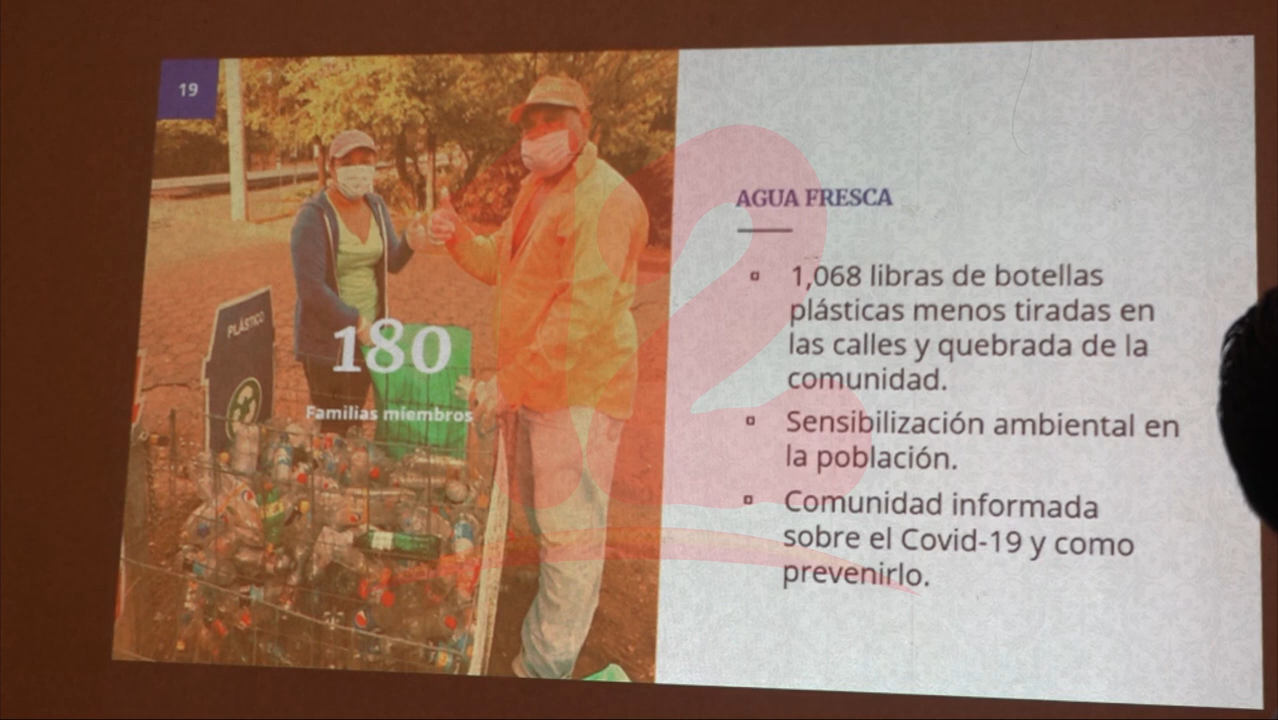 19
PLÁSTICO
180
Familias miembros
AGUA FRESCA
▫ 1,068 libras de botellas
plásticas menos tiradas en
las calles y quebrada de la
comunidad.
▫ Sensibilización ambiental en
la población.
▫ Comunidad informada
sobre el Covid-19 y como
prevenirlo.